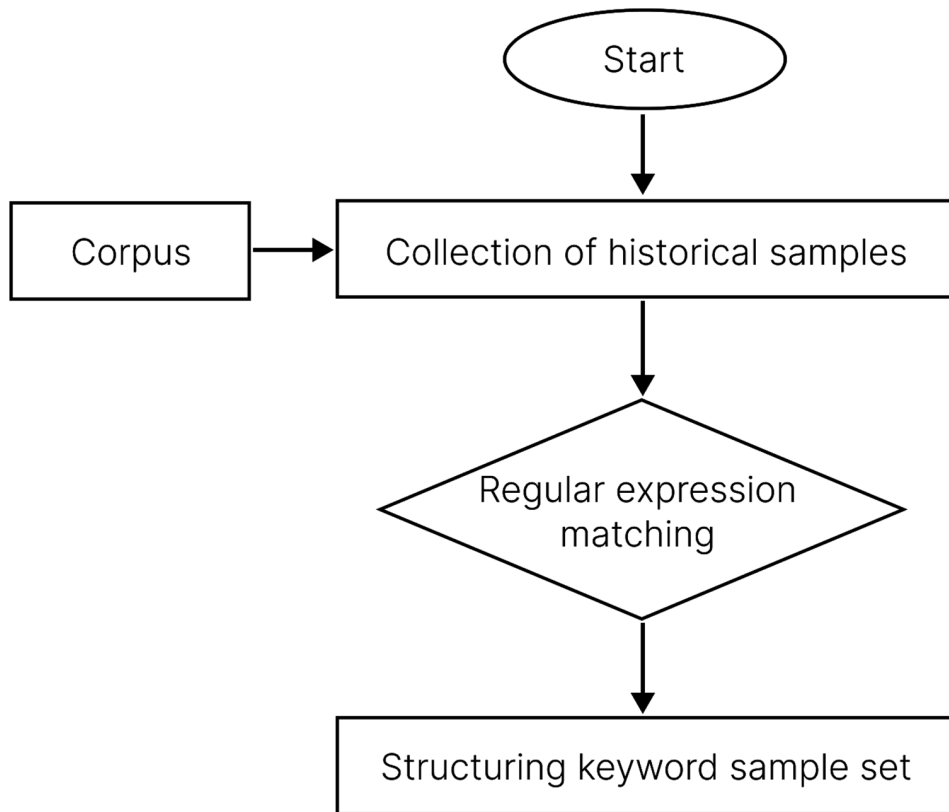 Start
Corpus
Collection of historical samples
Regular expression
matching
Structuring keyword sample set